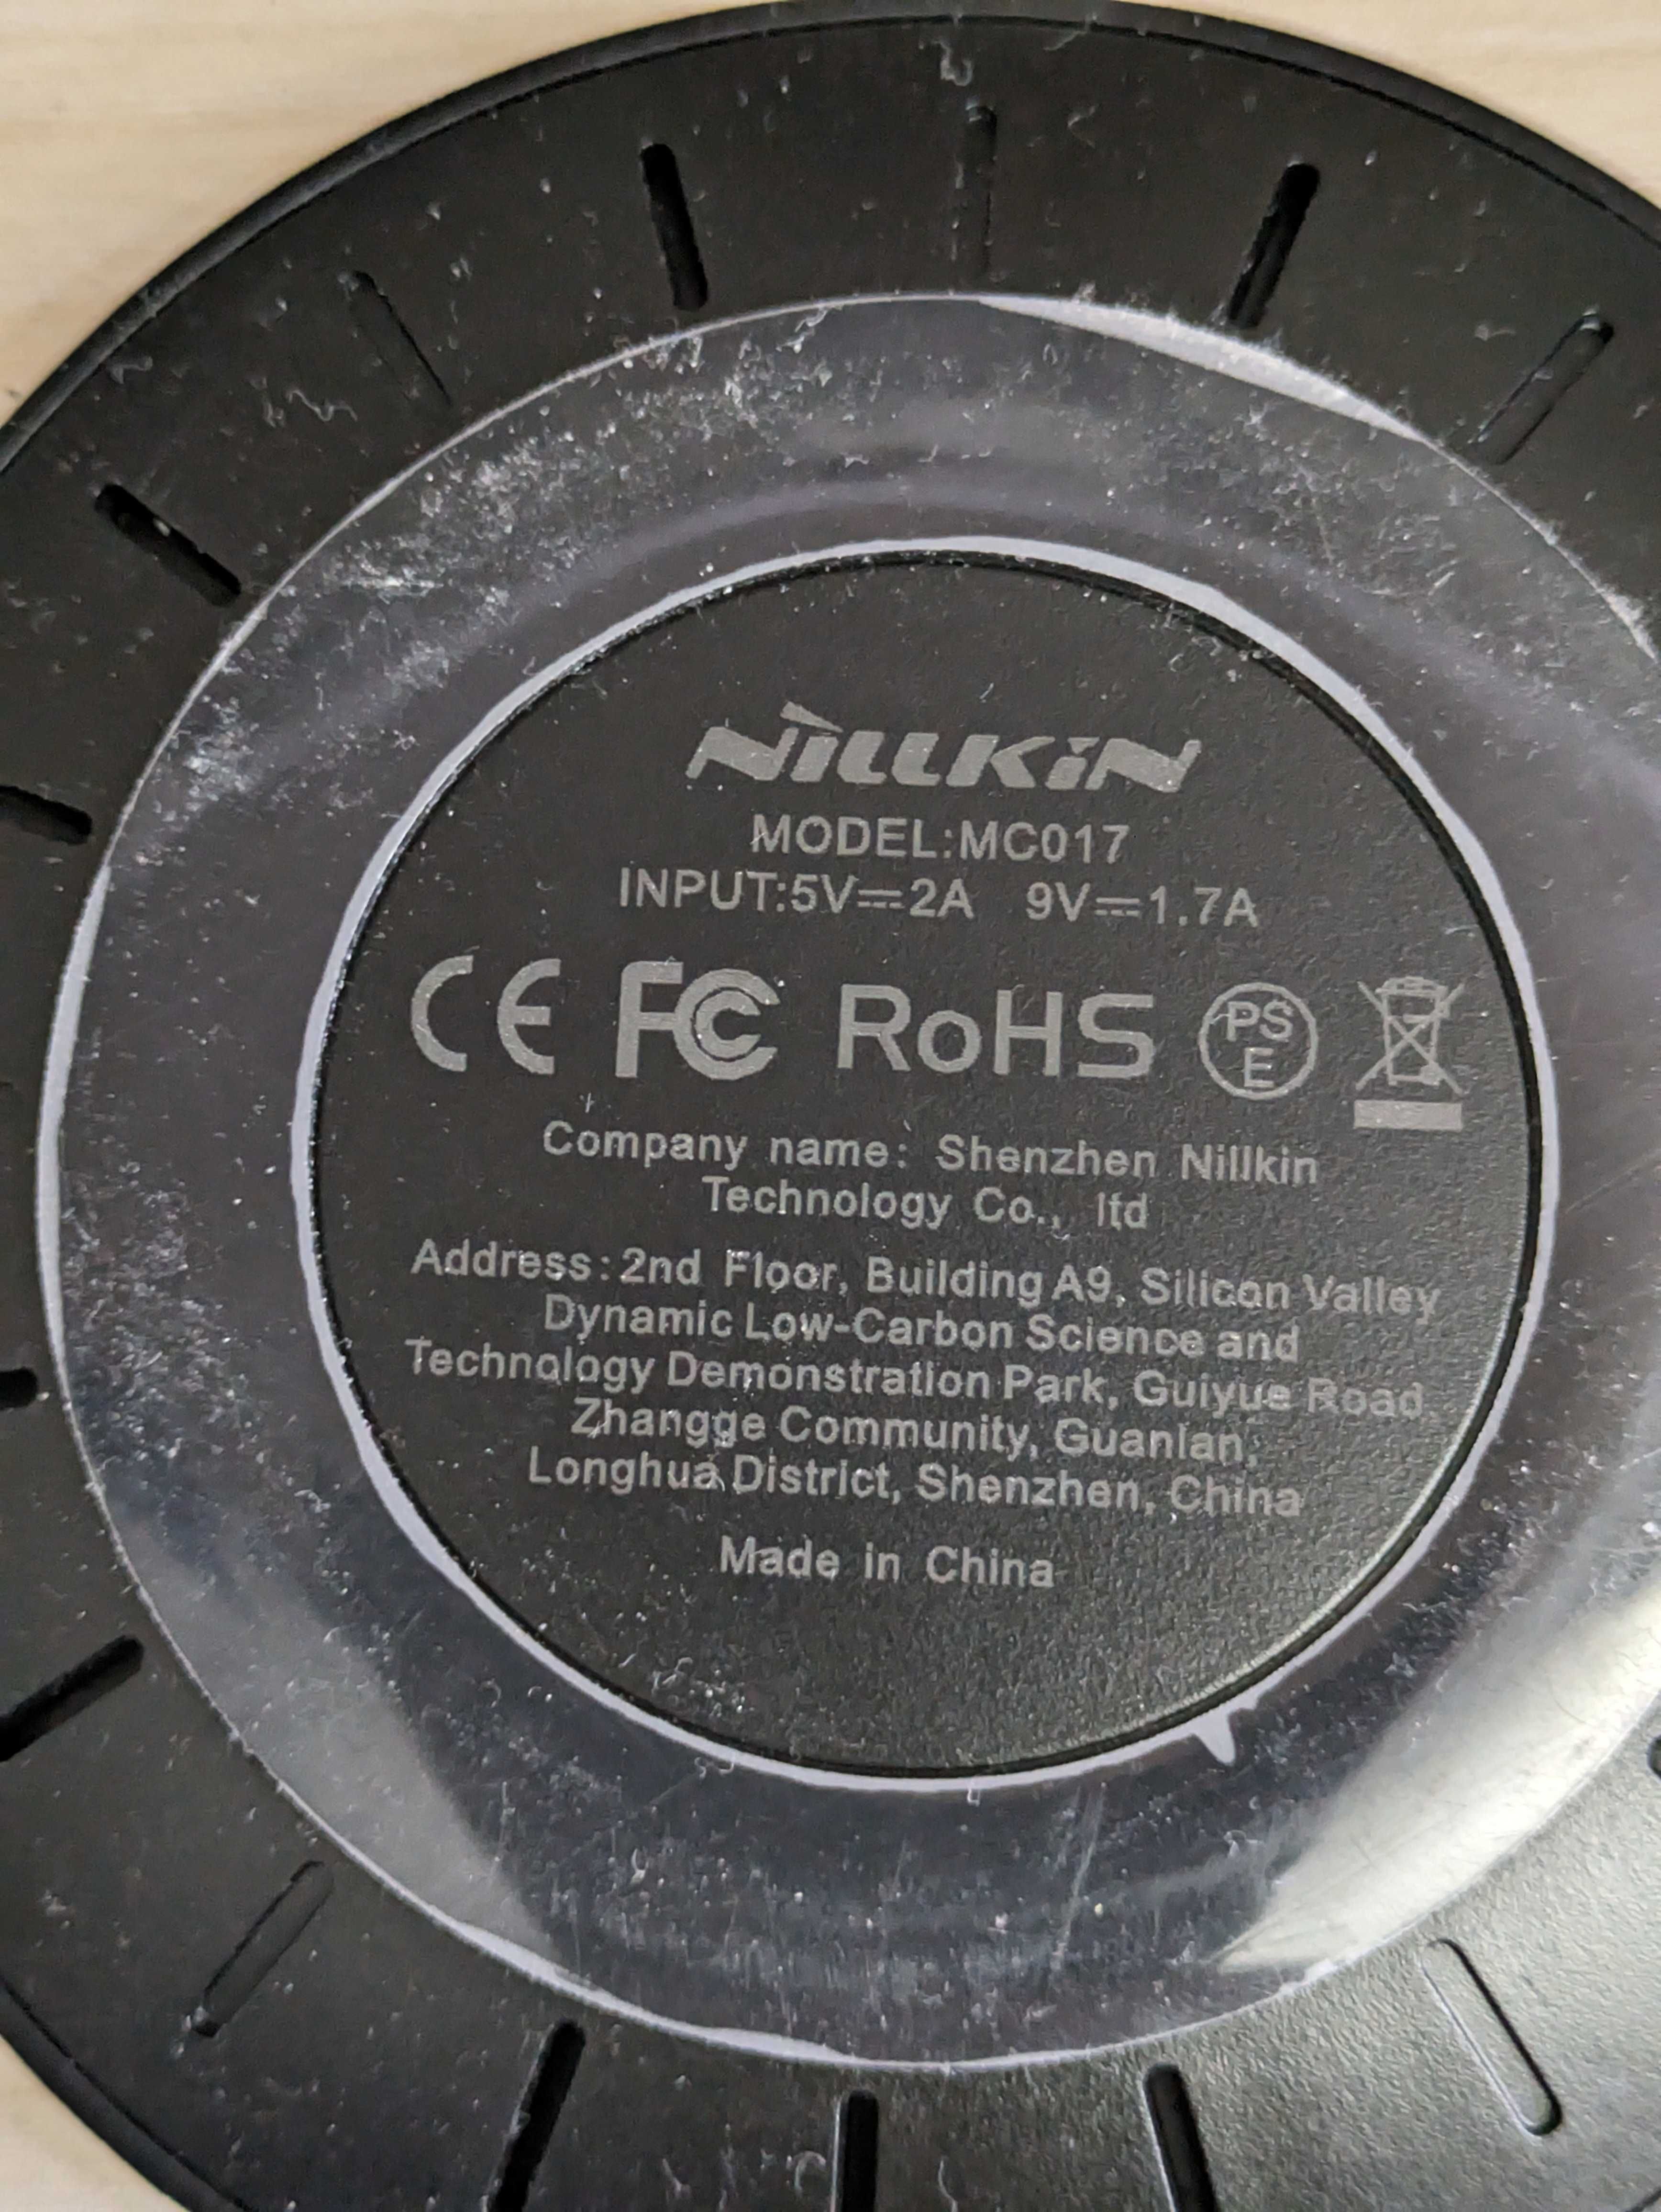 NILLKIN
MODEL:MC017
INPUT:5V⎓2A 9V⎓1.7A
CE FC RoHS PSE
Company name: Shenzhen Nillkin
Technology Co., ltd
Address:2nd Floor, Building A9, Silicon Valley
Dynamic Low-Carbon Science and
Technology Demonstration Park, Guiyue Road,
Zhangge Community, Guanlan,
Longhua District, Shenzhen, China
Made in China